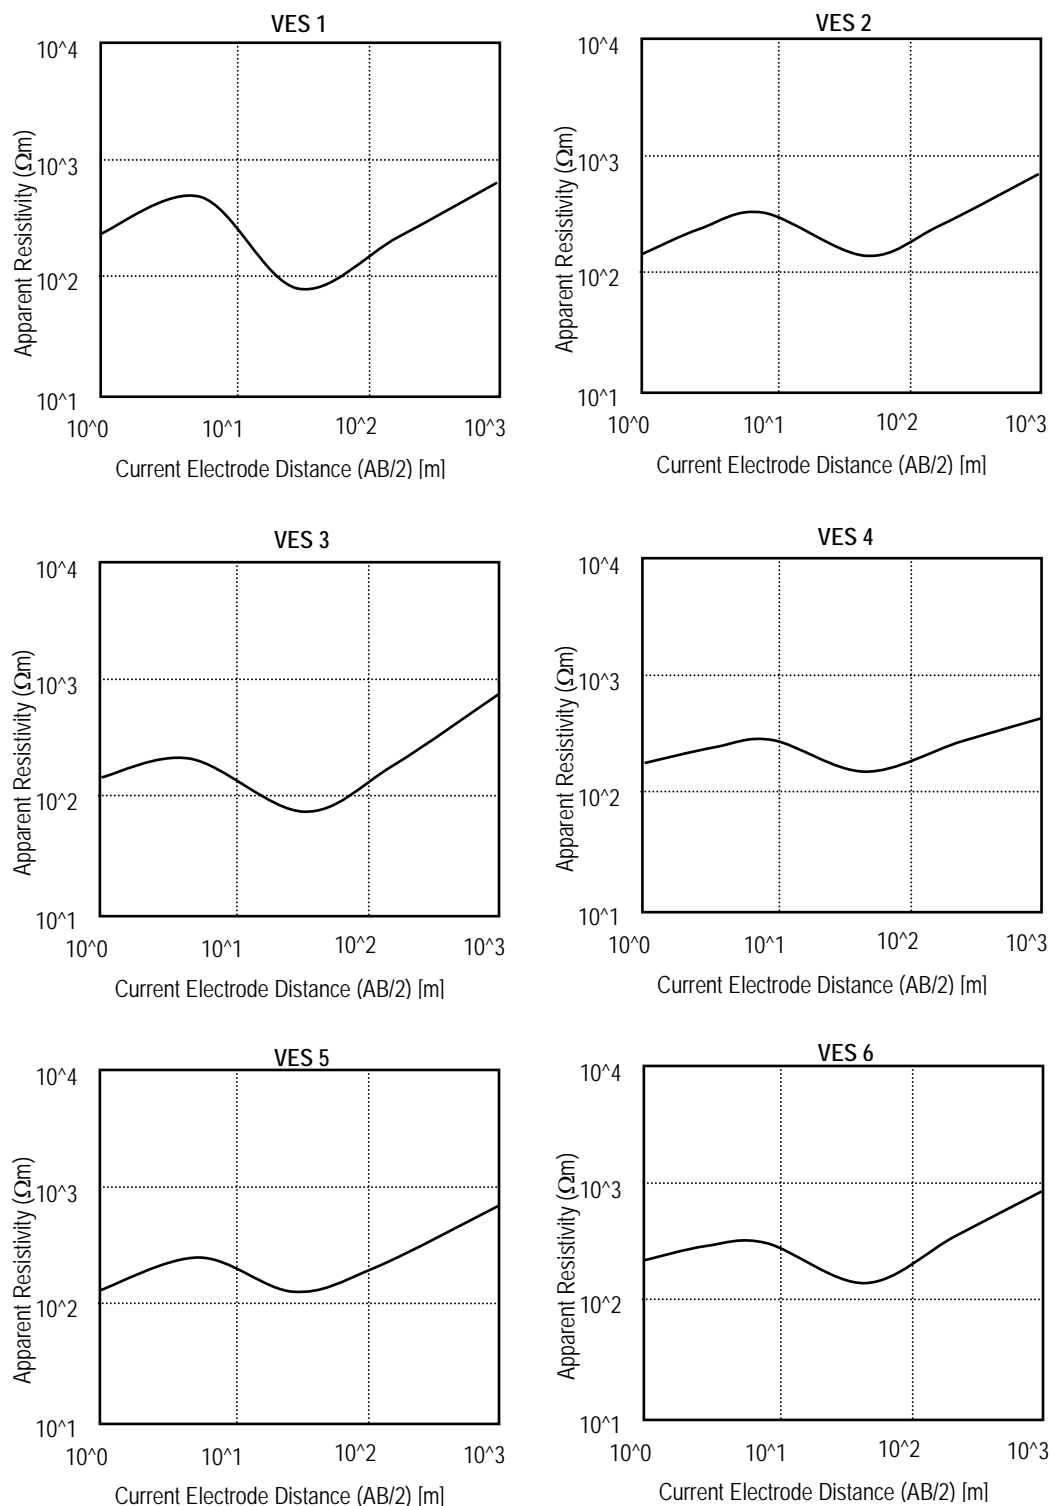 VES 1
10^4
10^3
10^2
10^1
Apparent Resistivity (Ωm)
10^0 10^1 10^2 10^3
Current Electrode Distance (AB/2) [m]
VES 2
10^4
10^3
10^2
10^1
Apparent Resistivity (Ωm)
10^0 10^1 10^2 10^3
Current Electrode Distance (AB/2) [m]
VES 3
10^4
10^3
10^2
10^1
Apparent Resistivity (Ωm)
10^0 10^1 10^2 10^3
Current Electrode Distance (AB/2) [m]
VES 4
10^4
10^3
10^2
10^1
Apparent Resistivity (Ωm)
10^0 10^1 10^2 10^3
Current Electrode Distance (AB/2) [m]
VES 5
10^4
10^3
10^2
10^1
Apparent Resistivity (Ωm)
10^0 10^1 10^2 10^3
Current Electrode Distance (AB/2) [m]
VES 6
10^4
10^3
10^2
10^1
Apparent Resistivity (Ωm)
10^0 10^1 10^2 10^3
Current Electrode Distance (AB/2) [m]